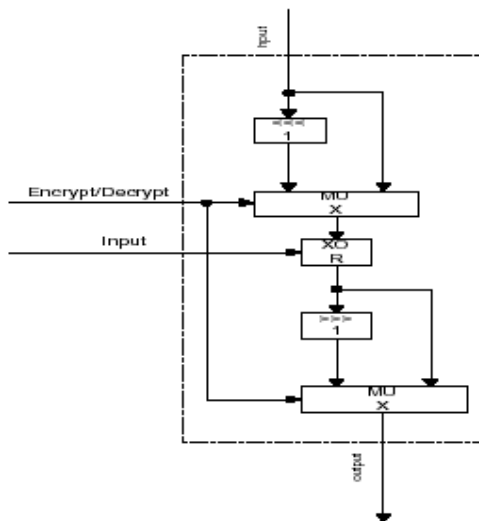 Input
1
Encrypt/Decrypt
MU
X
Input
XO
R
1
MU
X
output